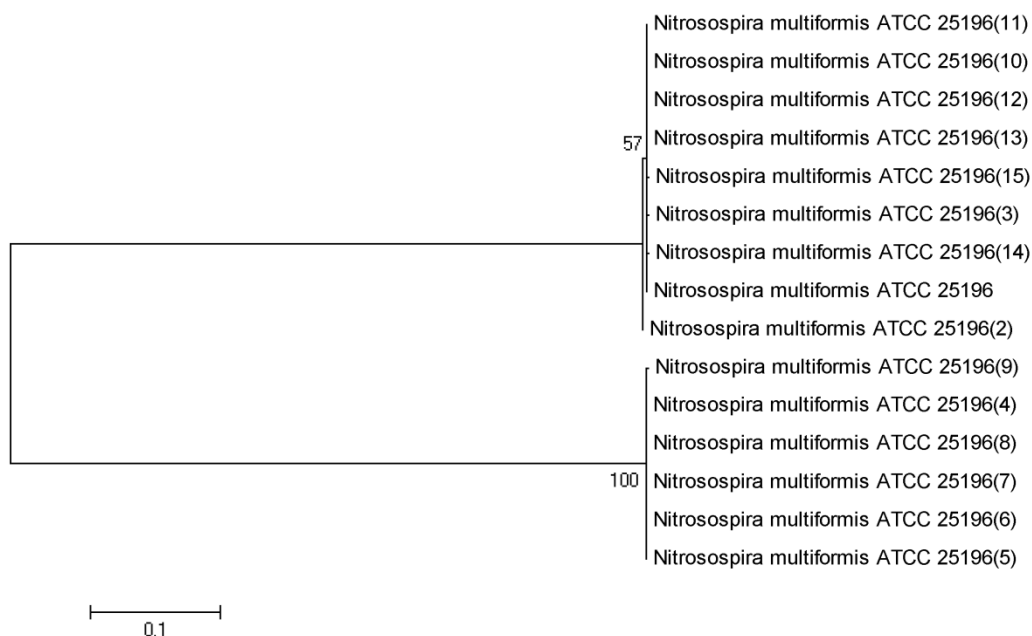 Nitrosospira multiformis ATCC 25196(11)
Nitrosospira multiformis ATCC 25196(10)
Nitrosospira multiformis ATCC 25196(12)
Nitrosospira multiformis ATCC 25196(13)
57
Nitrosospira multiformis ATCC 25196(15)
Nitrosospira multiformis ATCC 25196(3)
Nitrosospira multiformis ATCC 25196(14)
Nitrosospira multiformis ATCC 25196
Nitrosospira multiformis ATCC 25196(2)
Nitrosospira multiformis ATCC 25196(9)
Nitrosospira multiformis ATCC 25196(4)
Nitrosospira multiformis ATCC 25196(8)
100
Nitrosospira multiformis ATCC 25196(7)
Nitrosospira multiformis ATCC 25196(6)
Nitrosospira multiformis ATCC 25196(5)
0.1